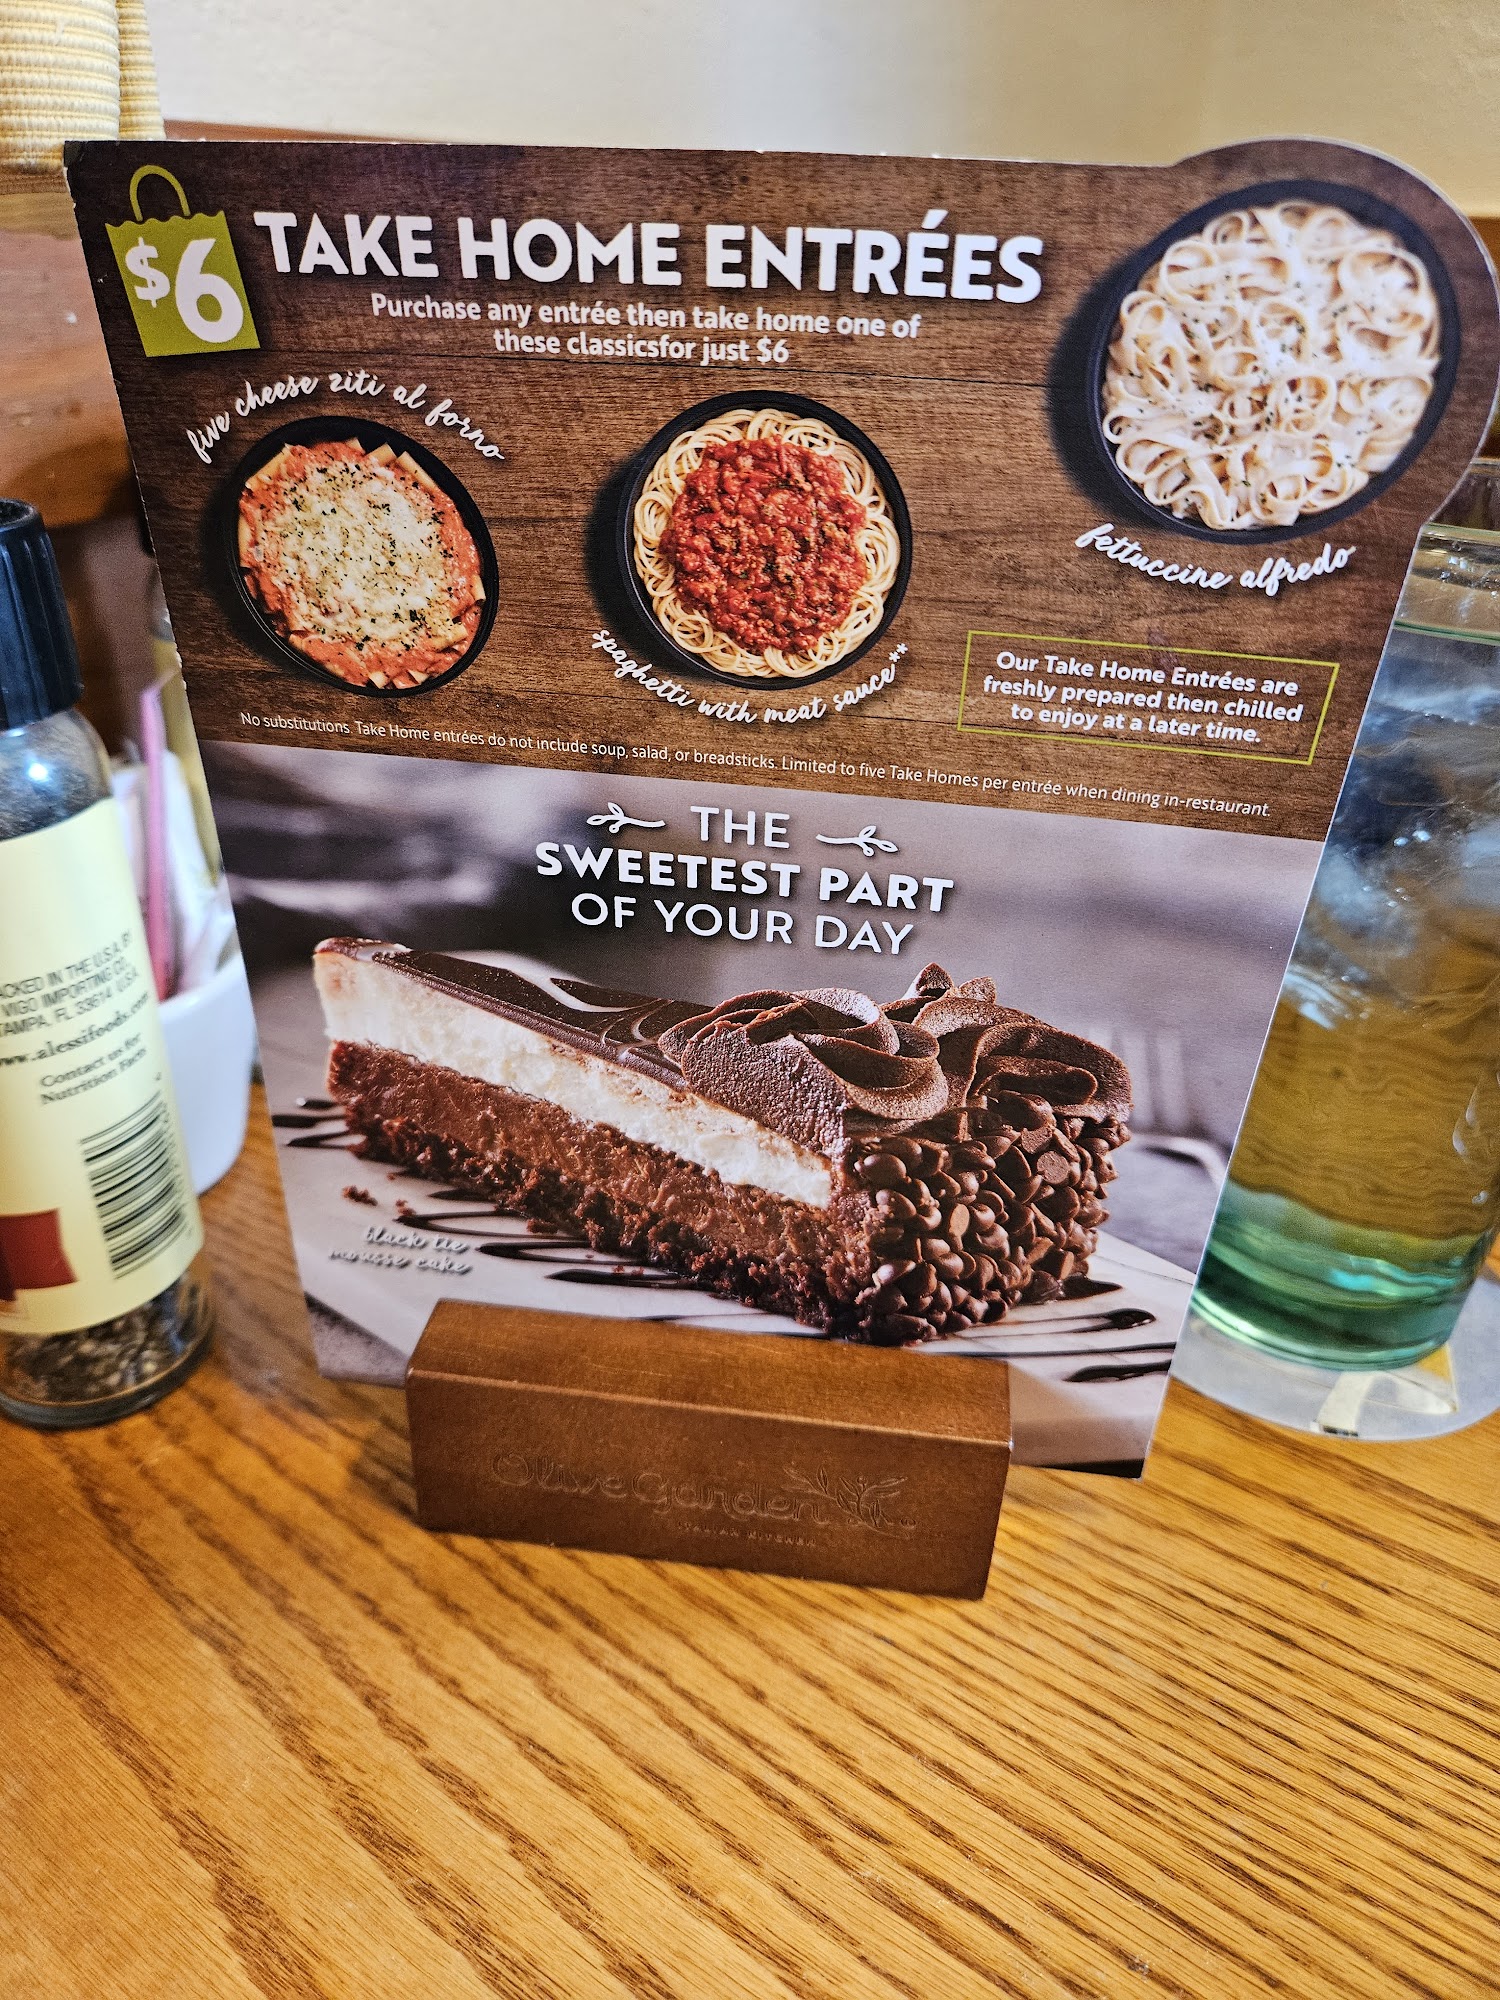 $6
TAKE HOME ENTRÉES
Purchase any entrée then take home one of
these classicsfor just $6
five cheese ziti al forno
spaghetti with meat sauce**
fettuccine alfredo
Our Take Home Entrées are
freshly prepared then chilled
to enjoy at a later time.
No substitutions. Take Home entrées do not include soup, salad, or breadsticks. Limited to five Take Homes per entrée when dining in-restaurant.
THE
SWEETEST PART
OF YOUR DAY
black tie
mousse cake
Olive Garden
ITALIAN KITCHEN
IN THE U.S.A. BY
VIGO IMPORTING CO.
TAMPA, FL 33614 U.S.A.
www.alessifoods.com
Contact us for
Nutrition Facts